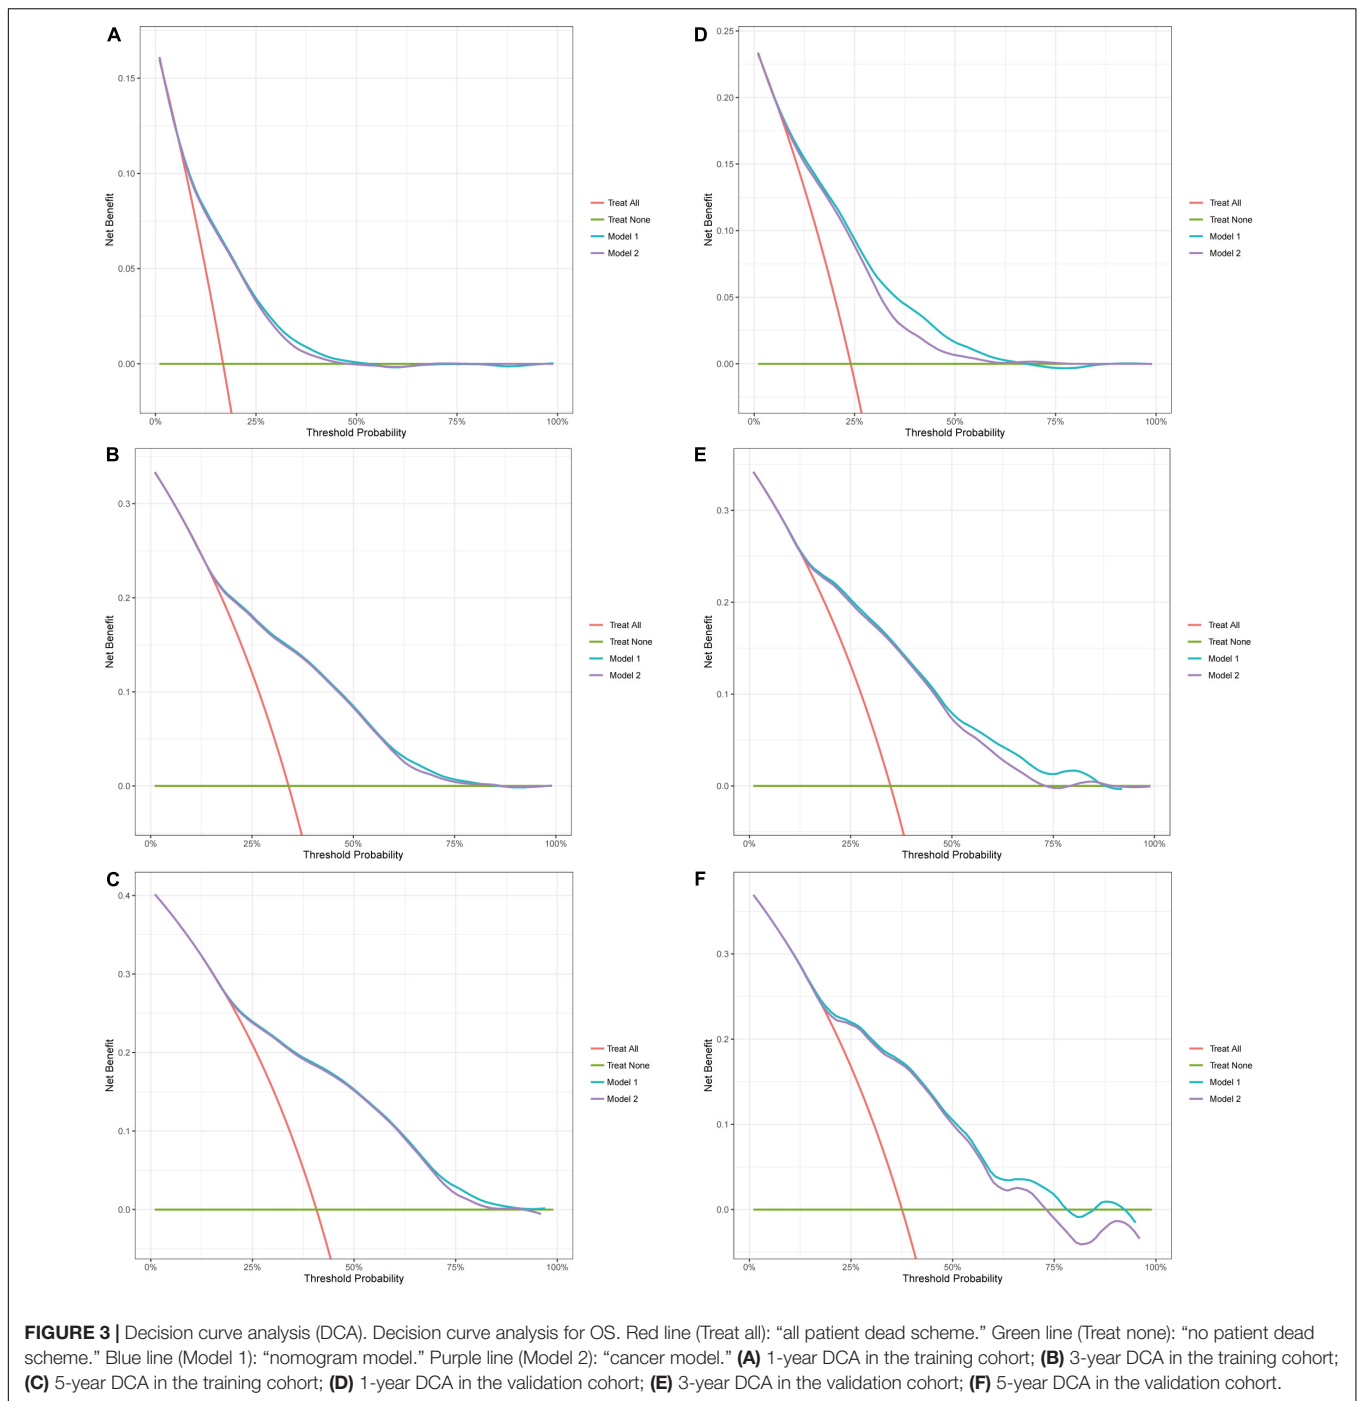 A
Net Benefit
0.15
0.10
0.05
0.00
0%
25%
50%
75%
100%
Threshold Probability
Treat All
Treat None
Model 1
Model 2
D
Net Benefit
0.25
0.20
0.15
0.10
0.05
0.00
0%
25%
50%
75%
100%
Threshold Probability
Treat All
Treat None
Model 1
Model 2
B
Net Benefit
0.3
0.2
0.1
0.0
0%
25%
50%
75%
100%
Threshold Probability
Treat All
Treat None
Model 1
Model 2
E
Net Benefit
0.3
0.2
0.1
0.0
0%
25%
50%
75%
100%
Threshold Probability
Treat All
Treat None
Model 1
Model 2
C
Net Benefit
0.4
0.3
0.2
0.1
0.0
0%
25%
50%
75%
100%
Threshold Probability
Treat All
Treat None
Model 1
Model 2
F
Net Benefit
0.3
0.2
0.1
0.0
0%
25%
50%
75%
100%
Threshold Probability
Treat All
Treat None
Model 1
Model 2
FIGURE 3 | Decision curve analysis (DCA). Decision curve analysis for OS. Red line (Treat all): “all patient dead scheme.” Green line (Treat none): “no patient dead
scheme.” Blue line (Model 1): “nomogram model.” Purple line (Model 2): “cancer model.” (A) 1-year DCA in the training cohort; (B) 3-year DCA in the training cohort;
(C) 5-year DCA in the training cohort; (D) 1-year DCA in the validation cohort; (E) 3-year DCA in the validation cohort; (F) 5-year DCA in the validation cohort.